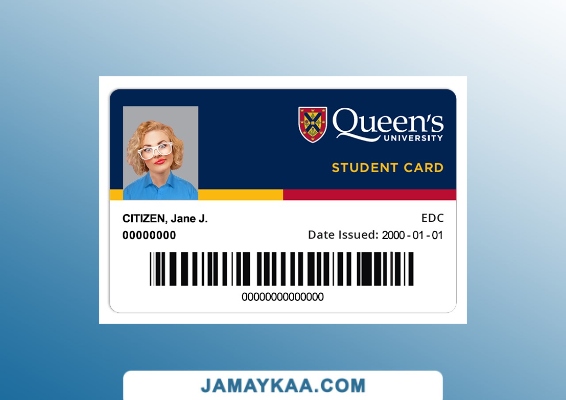 Queen's
UNIVERSITY
STUDENT CARD
CITIZEN, Jane J.
EDC
00000000
Date Issued: 2000-01-01
00000000000000
JAMAYKAA.COM